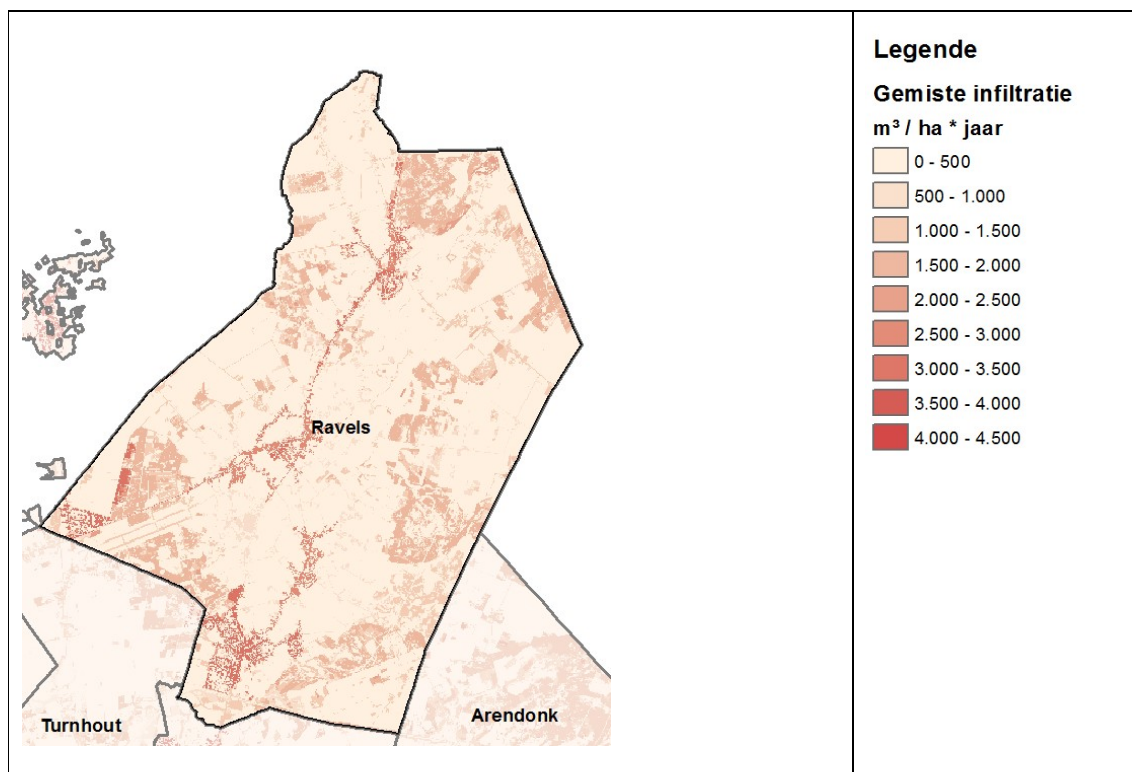 Legende
Gemiste infiltratie
m³ / ha * jaar
0 - 500
500 - 1.000
1.000 - 1.500
1.500 - 2.000
2.000 - 2.500
2.500 - 3.000
3.000 - 3.500
3.500 - 4.000
4.000 - 4.500
Ravels
Turnhout
Arendonk